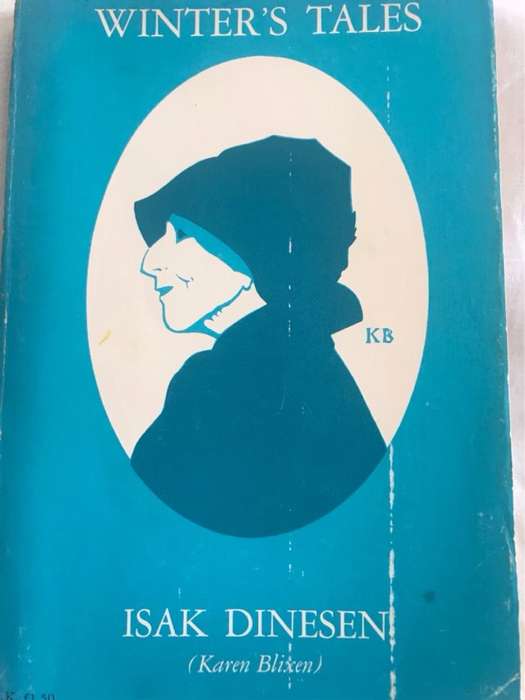 WINTER'S TALES
KB
ISAK DINESEN
(Karen Blixen)